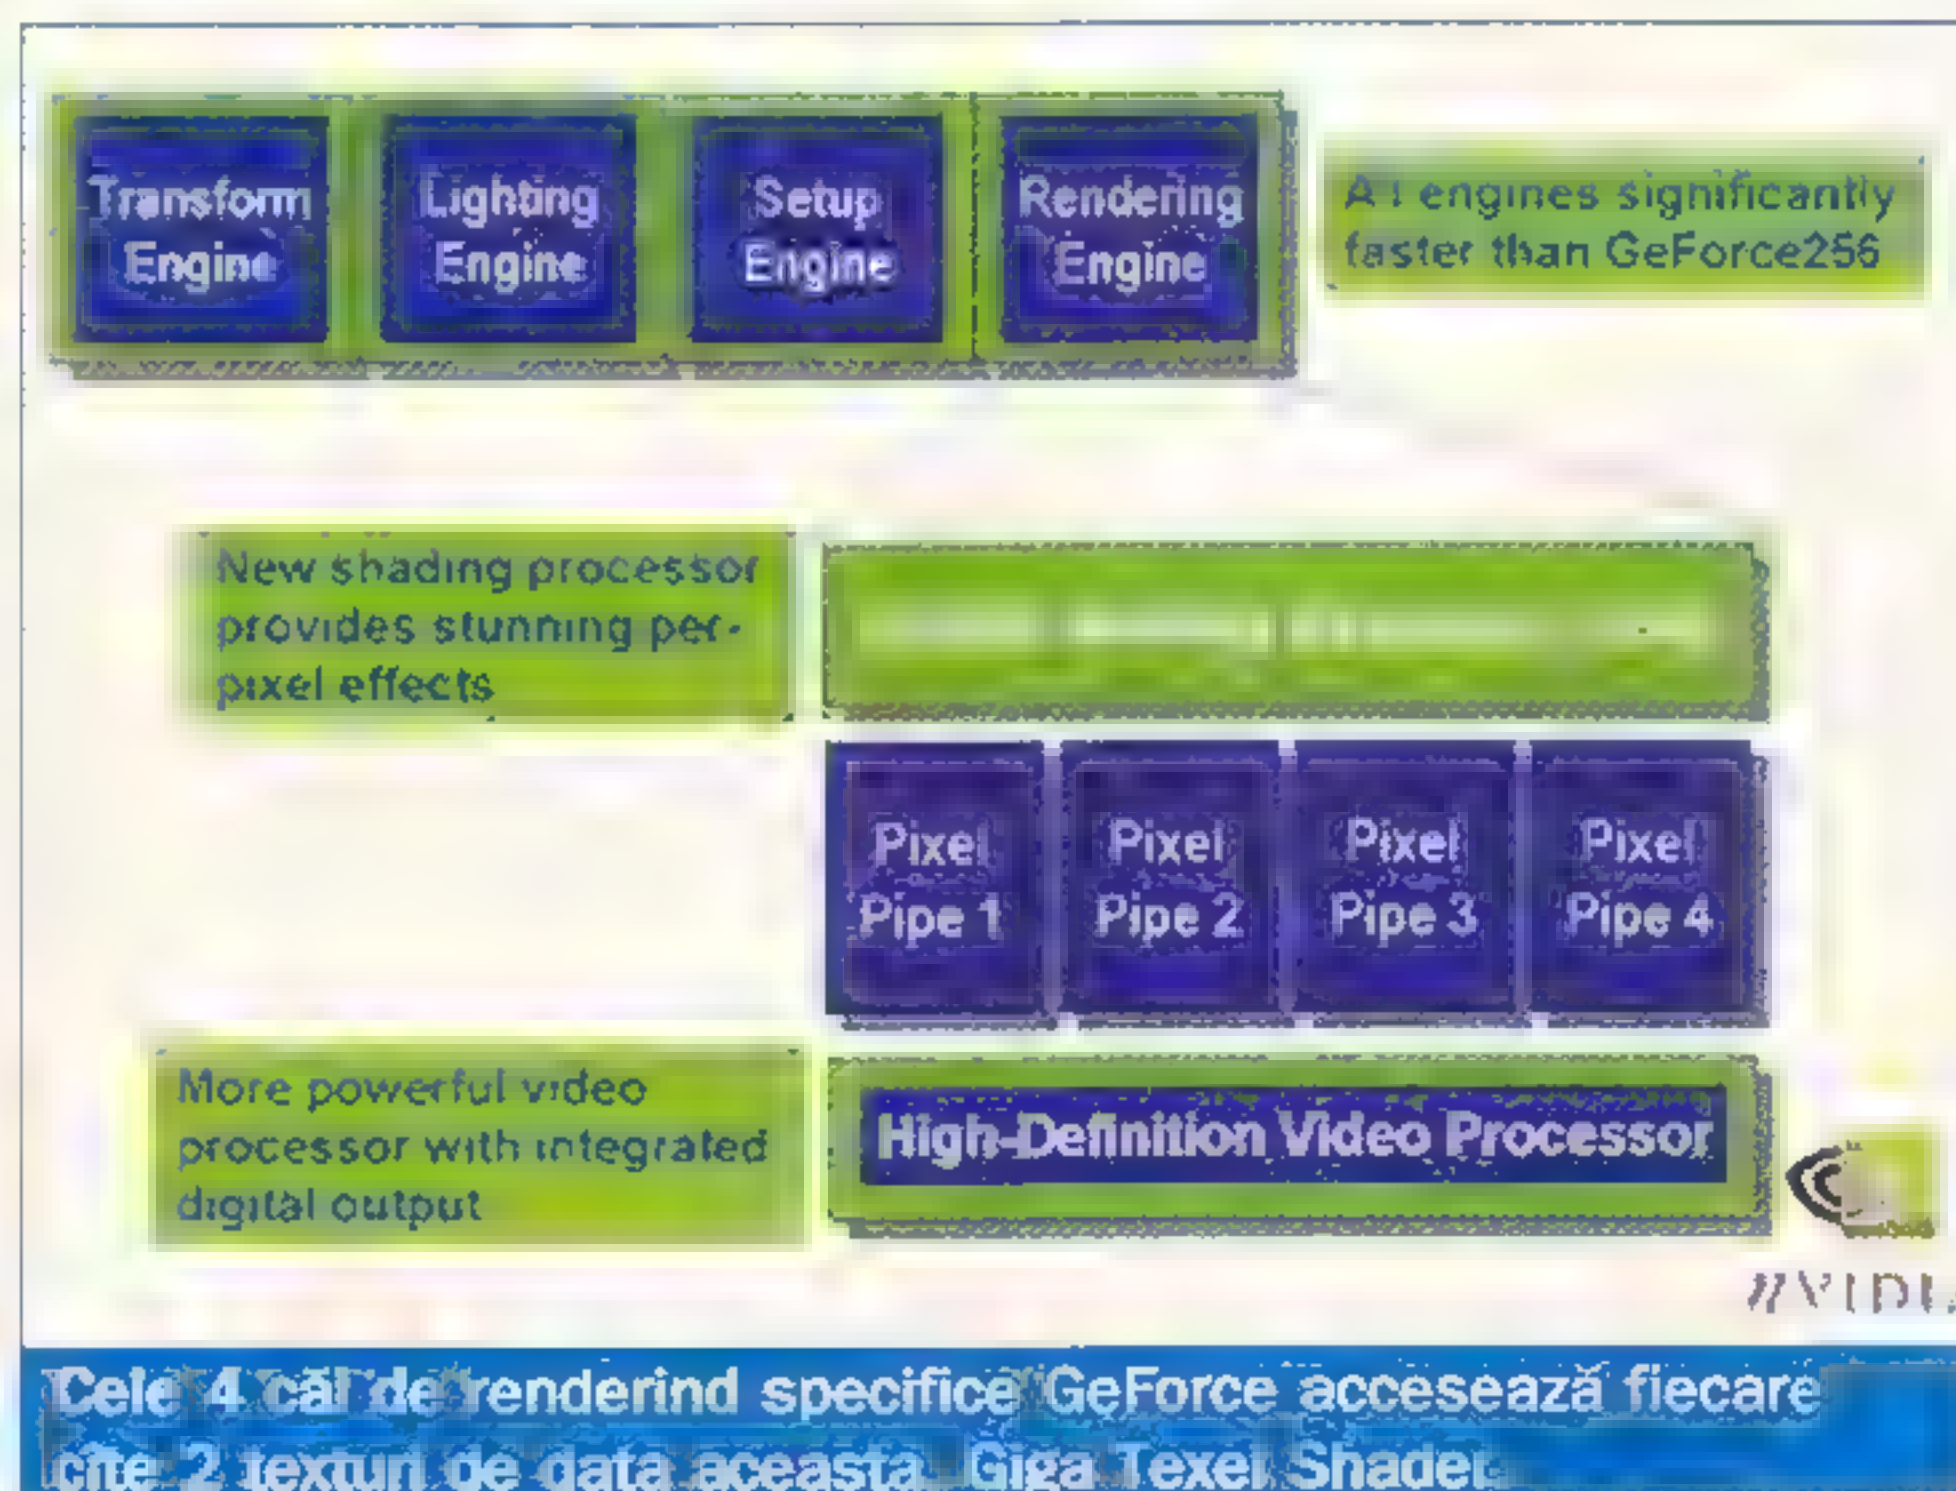 Transform
Engine
Lighting
Engine
Setup
Engine
Rendering
Engine
All engines significantly
faster than GeForce256
New shading processor
provides stunning per-
pixel effects
Pixel
Pipe 1
Pixel
Pipe 2
Pixel
Pipe 3
Pixel
Pipe 4
More powerful video
processor with integrated
digital output
High-Definition Video Processor
NVIDI
Cele 4 căi de renderind specifice GeForce accesează fiecare
cîte 2 texturi de data aceasta. Giga Texel Shader